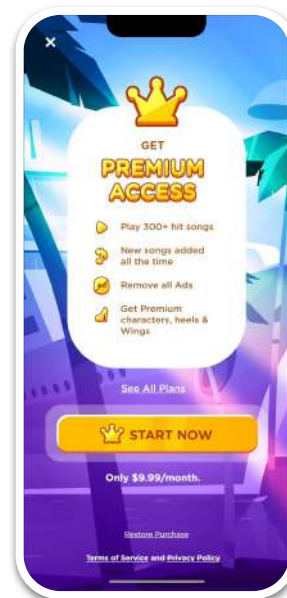 GET
PREMIUM
ACCESS
Play 300+ hit songs
New songs added
all the time
Remove all Ads
Get Premium
characters, heels &
Wings
See All Plans
START NOW
Only $9.99/month.
Restore Purchase
Terms of Service and Privacy Policy